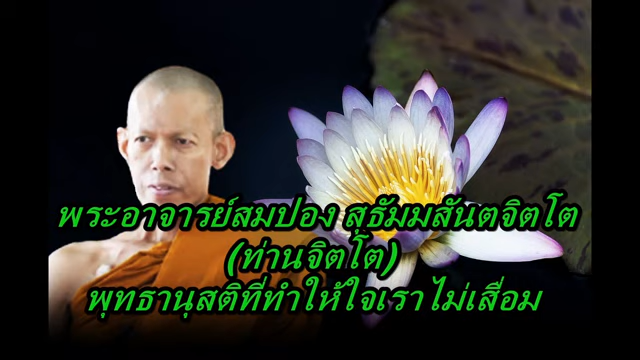 พระอาจารย์สมปอง สุธัมมสันตจิตโต
(ท่านจิตโต)
พุทธานุสติที่ทำให้ใจเราไม่เสื่อม